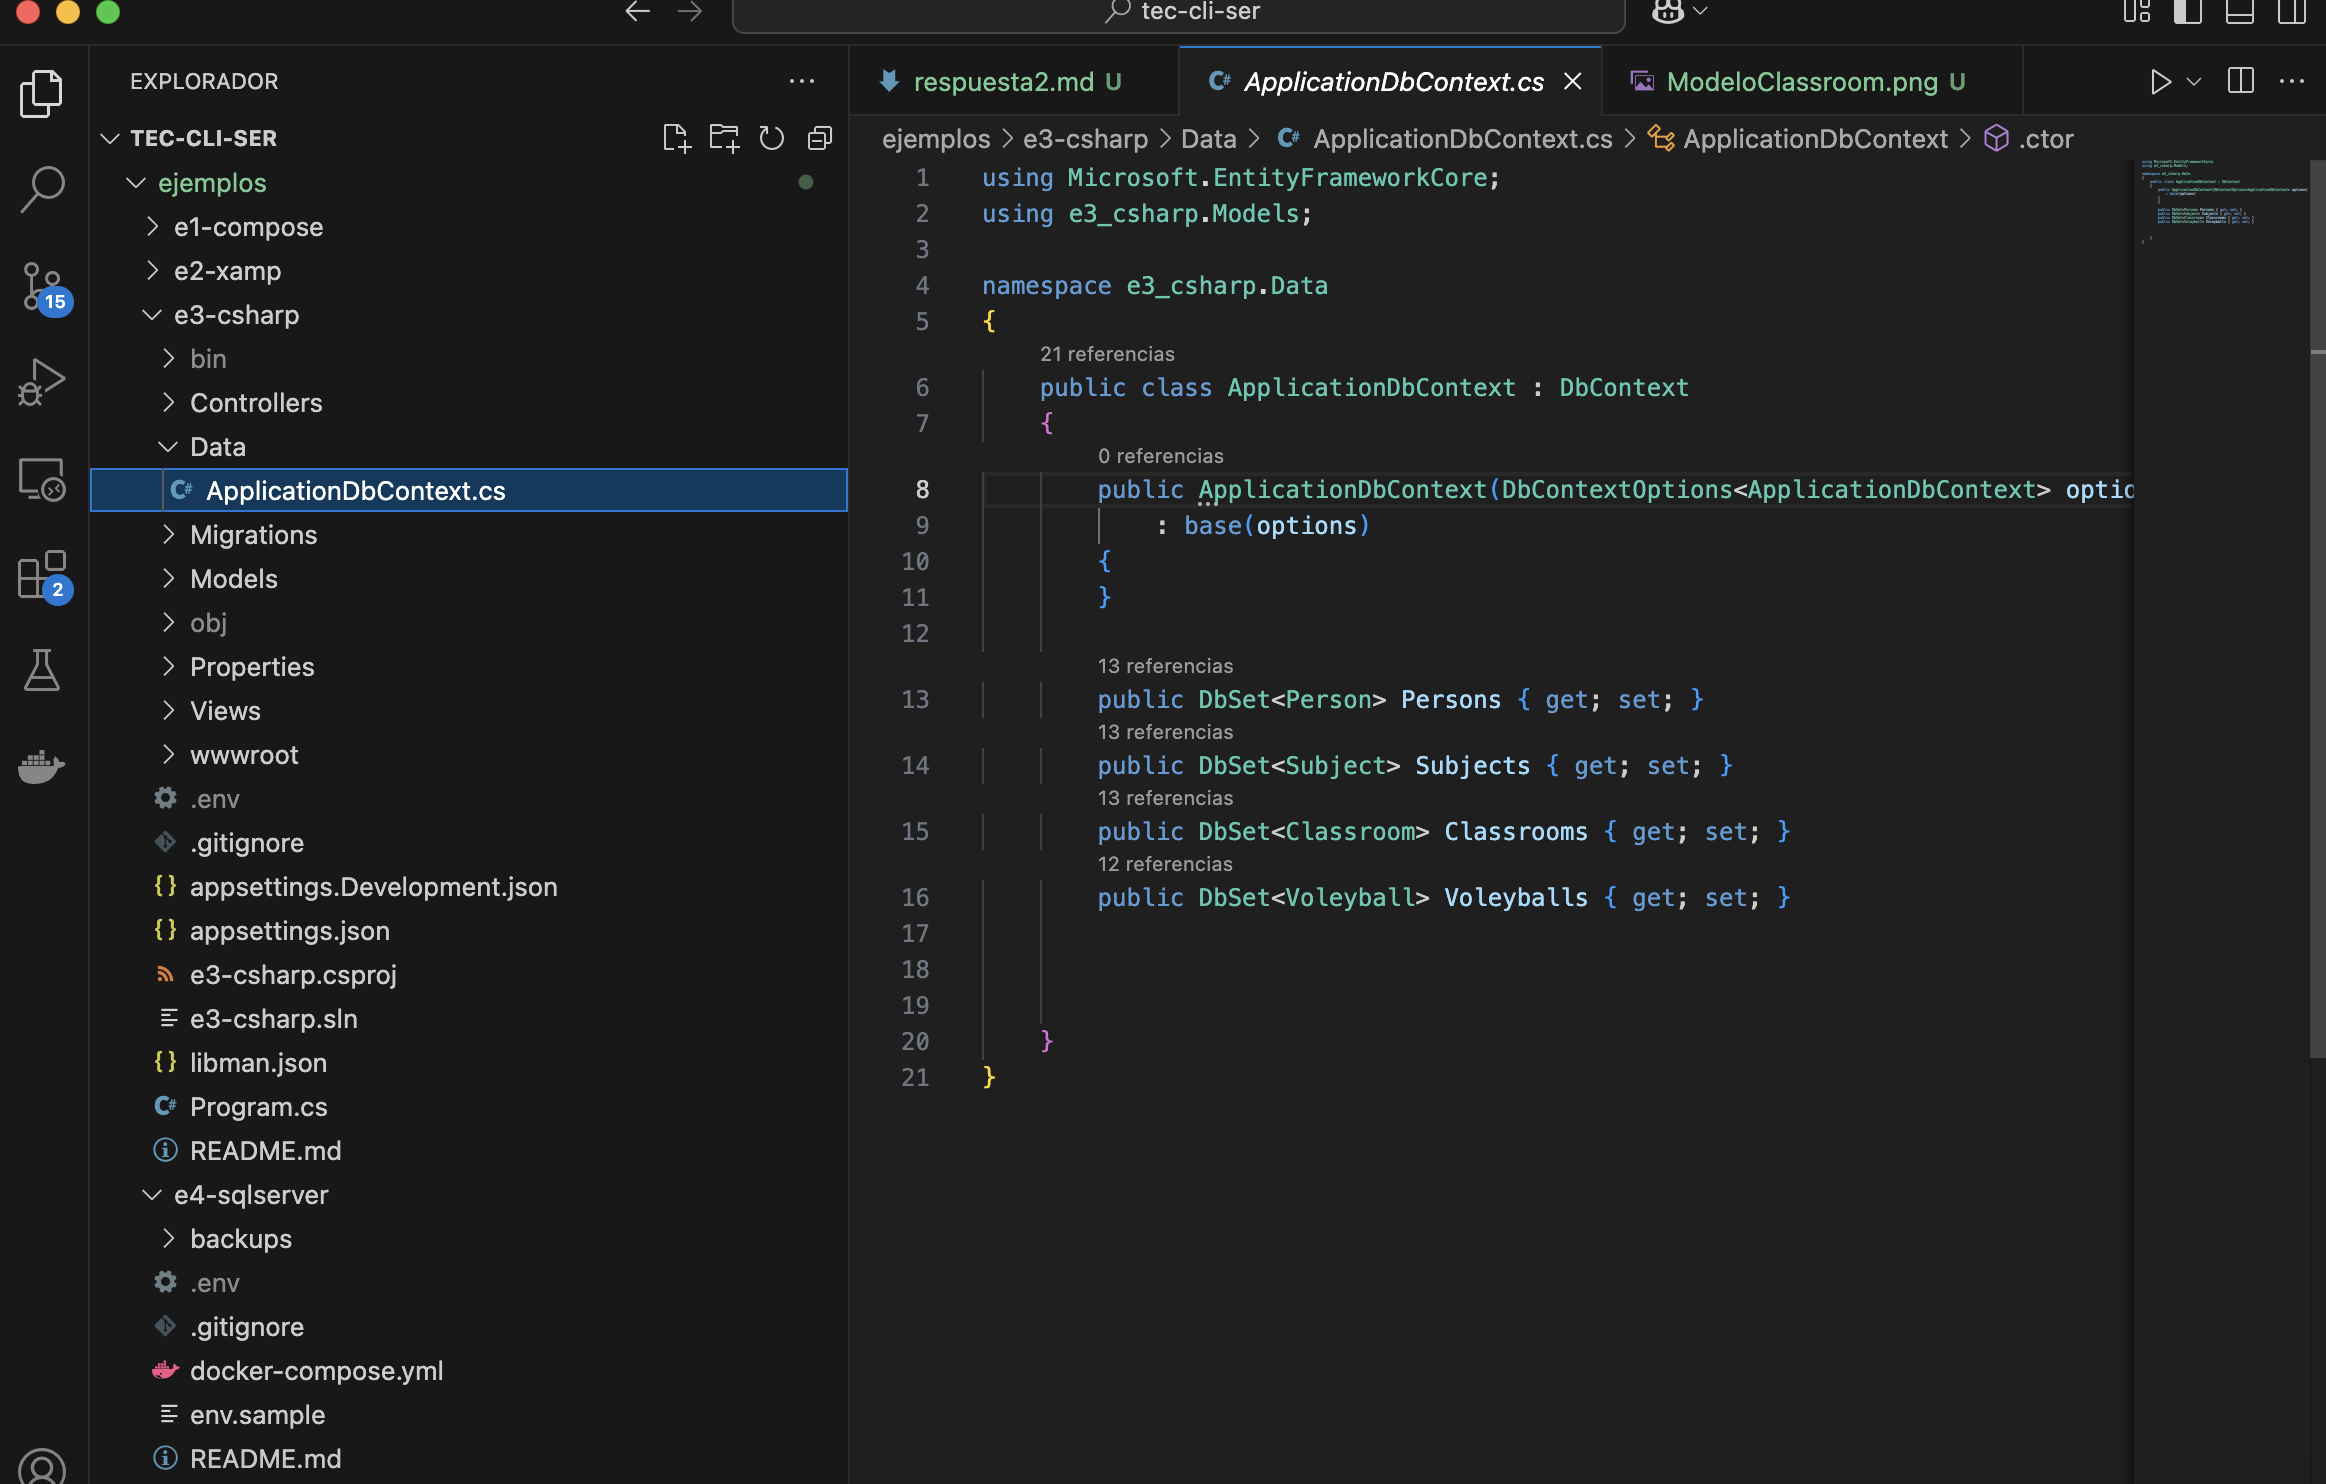 tec-cli-ser
EXPLORADOR
TEC-CLI-SER
ejemplos
e1-compose
e2-xamp
e3-csharp
bin
Controllers
Data
C# ApplicationDbContext.cs
Migrations
Models
obj
Properties
Views
wwwroot
.env
.gitignore
{} appsettings.Development.json
{} appsettings.json
e3-csharp.csproj
e3-csharp.sln
{} libman.json
C# Program.cs
README.md
e4-sqlserver
backups
.env
.gitignore
docker-compose.yml
env.sample
README.md
15
2
respuesta2.md U
C# ApplicationDbContext.cs
ModeloClassroom.png U
ejemplos > e3-csharp > Data > C# ApplicationDbContext.cs > ApplicationDbContext > .ctor
1 using Microsoft.EntityFrameworkCore;
2 using e3_csharp.Models;
3
4 namespace e3_csharp.Data
5 {
21 referencias
6 public class ApplicationDbContext : DbContext
7 {
0 referencias
8 public ApplicationDbContext(DbContextOptions<ApplicationDbContext> optio
9 : base(options)
10 {
11 }
12
13 referencias
13 public DbSet<Person> Persons { get; set; }
13 referencias
14 public DbSet<Subject> Subjects { get; set; }
13 referencias
15 public DbSet<Classroom> Classrooms { get; set; }
12 referencias
16 public DbSet<Voleyball> Voleyballs { get; set; }
17
18
19
20 }
21 }